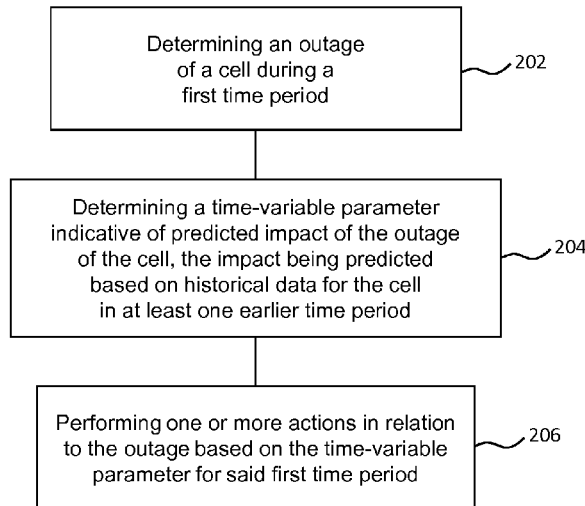 Determining an outage
of a cell during a
first time period
202
Determining a time-variable parameter
indicative of predicted impact of the outage
of the cell, the impact being predicted
based on historical data for the cell
in at least one earlier time period
204
Performing one or more actions in relation
to the outage based on the time-variable
parameter for said first time period
206